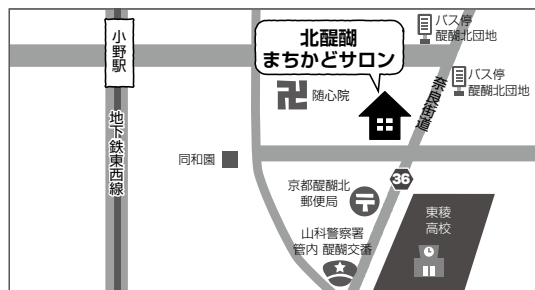 北醍醐
まちかどサロン
小野駅
地下鉄東西線
バス停
醍醐北団地
バス停
醍醐北団地
奈良街道
卍 随心院
同和園
36
京都醍醐北
郵便局
〒
山科警察署
管内 醍醐交番
東稜
高校